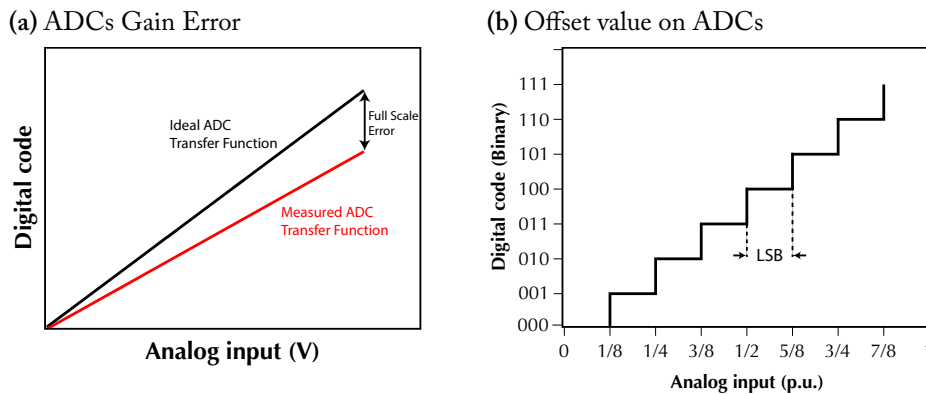 (a) ADCs Gain Error
Digital code
Ideal ADC
Transfer Function
Full Scale
Error
Measured ADC
Transfer Function
Analog input (V)
(b) Offset value on ADCs
Digital code (Binary)
111
110
101
100
011
010
001
000
LSB
0 1/8 1/4 3/8 1/2 5/8 3/4 7/8
Analog input (p.u.)